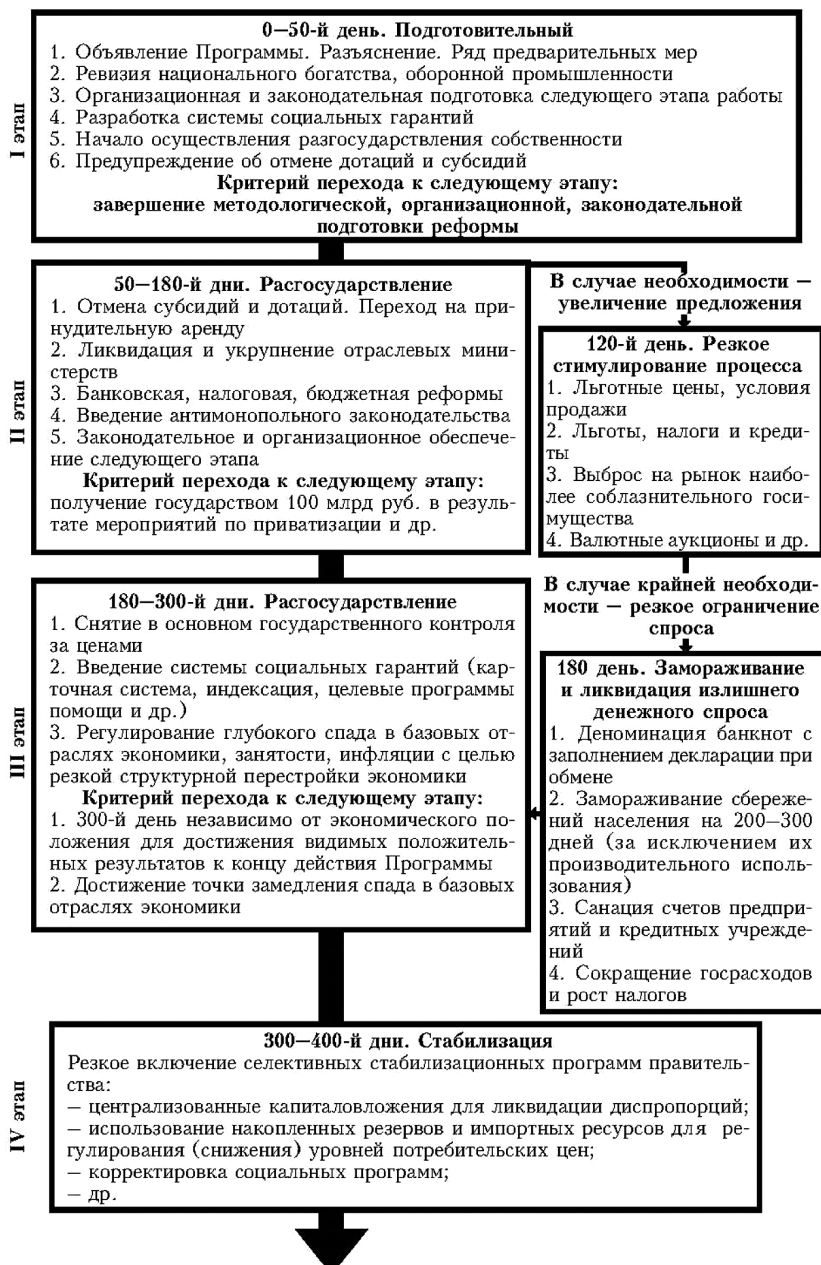 I этап
0—50-й день. Подготовительный
1. Объявление Программы. Разъяснение. Ряд предварительных мер
2. Ревизия национального богатства, оборонной промышленности
3. Организационная и законодательная подготовка следующего этапа работы
4. Разработка системы социальных гарантий
5. Начало осуществления разгосударствления собственности
6. Предупреждение об отмене дотаций и субсидий
Критерий перехода к следующему этапу:
завершение методологической, организационной, законодательной
подготовки реформы
II этап
50—180-й дни. Расгосударствление
1. Отмена субсидий и дотаций. Переход на при-
нудительную аренду
2. Ликвидация и укрупнение отраслевых мини-
стерств
3. Банковская, налоговая, бюджетная реформы
4. Введение антимонопольного законодательства
5. Законодательное и организационное обеспече-
ние следующего этапа
Критерий перехода к следующему этапу:
получение государством 100 млрд руб. в резуль-
тате мероприятий по приватизации и др.
В случае необходимости —
увеличение предложения
120-й день. Резкое
стимулирование процесса
1. Льготные цены, условия
продажи
2. Льготы, налоги и креди-
ты
3. Выброс на рынок наибо-
лее соблазнительного госи-
мущества
4. Валютные аукционы и др.
III этап
180—300-й дни. Расгосударствление
1. Снятие в основном государственного контроля
за ценами
2. Введение системы социальных гарантий (кар-
точная система, индексация, целевые программы
помощи и др.)
3. Регулирование глубокого спада в базовых от-
раслях экономики, занятости, инфляции с целью
резкой структурной перестройки экономики
Критерий перехода к следующему этапу:
1. 300-й день независимо от экономического по-
ложения для достижения видимых положитель-
ных результатов к концу действия Программы
2. Достижение точки замедления спада в базовых
отраслях экономики
В случае крайней необходи-
мости — резкое ограничение
спроса
180 день. Замораживание
и ликвидация излишнего
денежного спроса
1. Деноминация банкнот с
заполнением декларации при
обмене
2. Замораживание сбереже-
ний населения на 200—300
дней (за исключением их
производительного исполь-
зования)
3. Санация счетов предпри-
ятий и кредитных учрежде-
ний
4. Сокращение госрасходов
и рост налогов
IV этап
300—400-й дни. Стабилизация
Резкое включение селективных стабилизационных программ правитель-
ства:
— централизованные капиталовложения для ликвидации диспропорций;
— использование накопленных резервов и импортных ресурсов для ре-
гулирования (снижения) уровней потребительских цен;
— корректировка социальных программ;
— др.